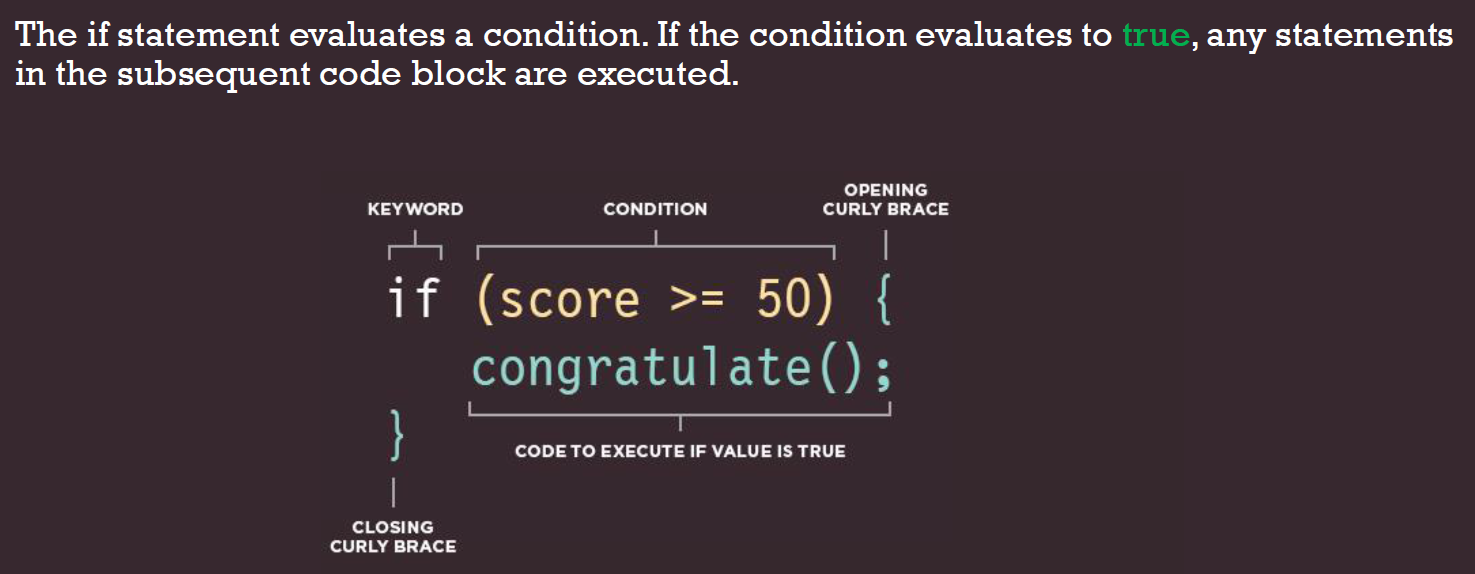 The if statement evaluates a condition. If the condition evaluates to true, any statements
in the subsequent code block are executed.
KEYWORD
CONDITION
OPENING
CURLY BRACE
if (score >= 50) {
congratulate();
}
CODE TO EXECUTE IF VALUE IS TRUE
CLOSING
CURLY BRACE